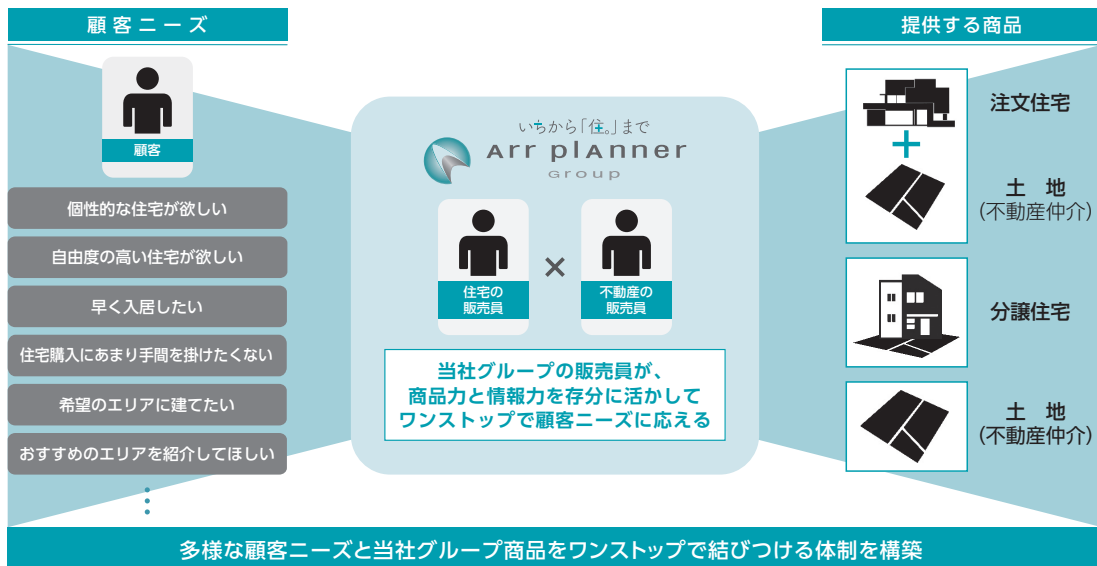 顧客ニーズ
顧客
個性的な住宅が欲しい
自由度の高い住宅が欲しい
早く入居したい
住宅購入にあまり手間を掛けたくない
希望のエリアに建てたい
おすすめのエリアを紹介してほしい
いちから「住。」まで
Arr plAnner
Group
住宅の
販売員
×
不動産の
販売員
当社グループの販売員が、
商品力と情報力を存分に活かして
ワンストップで顧客ニーズに応える
提供する商品
注文住宅
+
土 地
(不動産仲介)
分譲住宅
土 地
(不動産仲介)
多様な顧客ニーズと当社グループ商品をワンストップで結びつける体制を構築